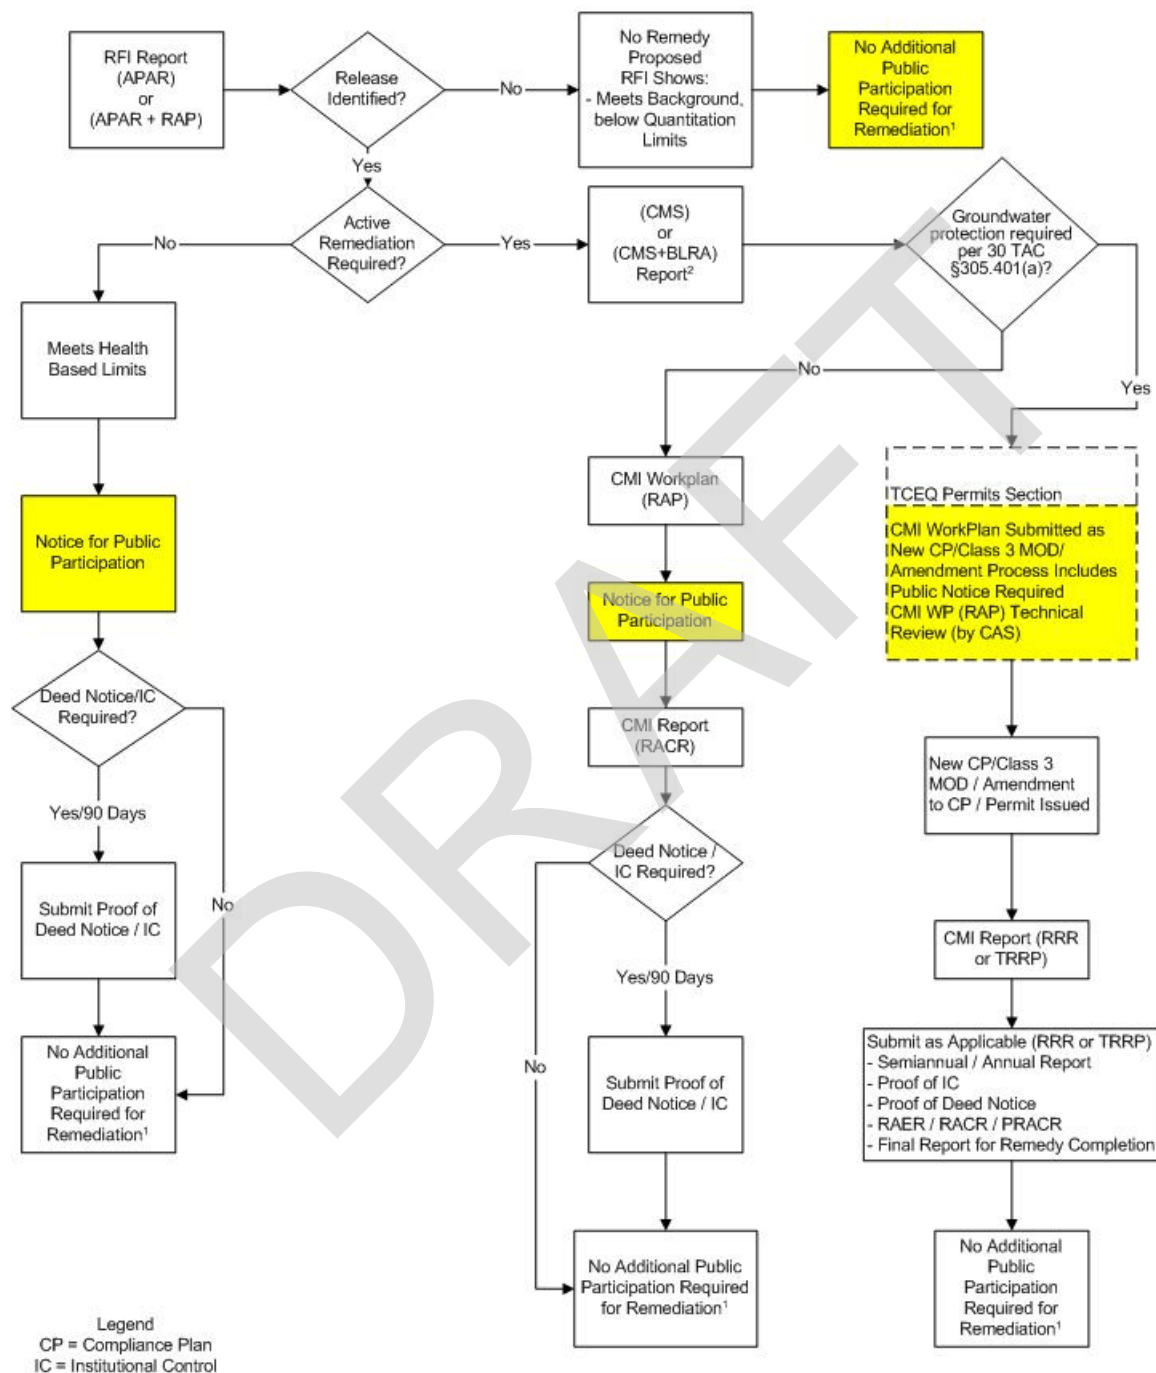 RFI Report
(APAR)
or
(APAR + RAP)
Release
Identified?
No
No Remedy
Proposed
RFI Shows:
- Meets Background,
below Quantitation
Limits
No Additional
Public
Participation
Required for
Remediation¹
Yes
Active
Remediation
Required?
No
Yes
(CMS)
or
(CMS+BLRA)
Report²
Groundwater
protection required
per 30 TAC
§305.401(a)?
No
Yes
Meets Health
Based Limits
Notice for Public
Participation
Deed Notice/IC
Required?
Yes/90 Days
No
Submit Proof of
Deed Notice / IC
No Additional
Public
Participation
Required for
Remediation¹
CMI Workplan
(RAP)
Notice for Public
Participation
CMI Report
(RACR)
Deed Notice /
IC Required?
Yes/90 Days
No
Submit Proof of
Deed Notice / IC
No Additional Public
Participation Required
for Remediation¹
TCEQ Permits Section
CMI WorkPlan Submitted as
New CP/Class 3 MOD/
Amendment Process Includes
Public Notice Required
CMI WP (RAP) Technical
Review (by CAS)
New CP/Class 3
MOD / Amendment
to CP / Permit Issued
CMI Report (RRR
or TRRP)
Submit as Applicable (RRR or TRRP)
- Semiannual / Annual Report
- Proof of IC
- Proof of Deed Notice
- RAER / RACR / PRACR
- Final Report for Remedy Completion
No Additional
Public
Participation
Required for
Remediation¹
Legend
CP = Compliance Plan
IC = Institutional Control
DRAFT